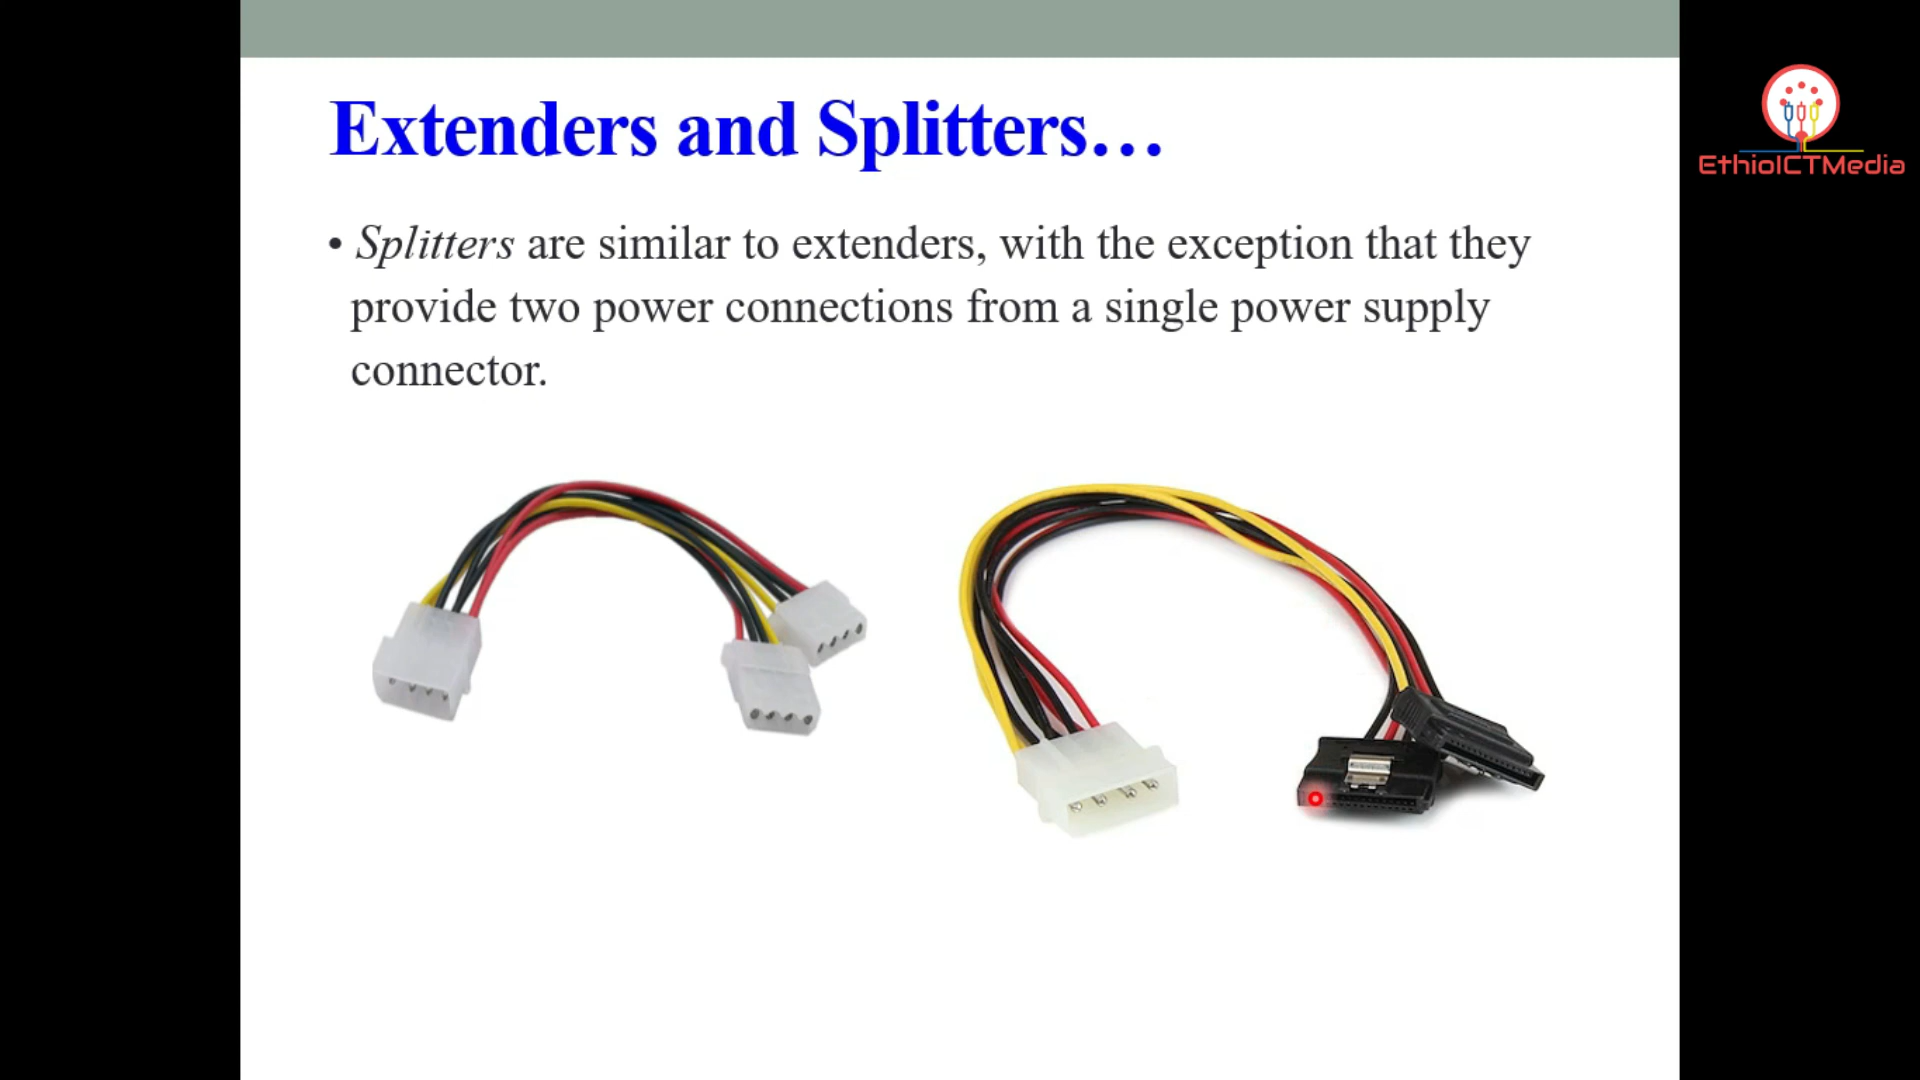 Extenders and Splitters…
EthioICTMedia
• Splitters are similar to extenders, with the exception that they
provide two power connections from a single power supply
connector.